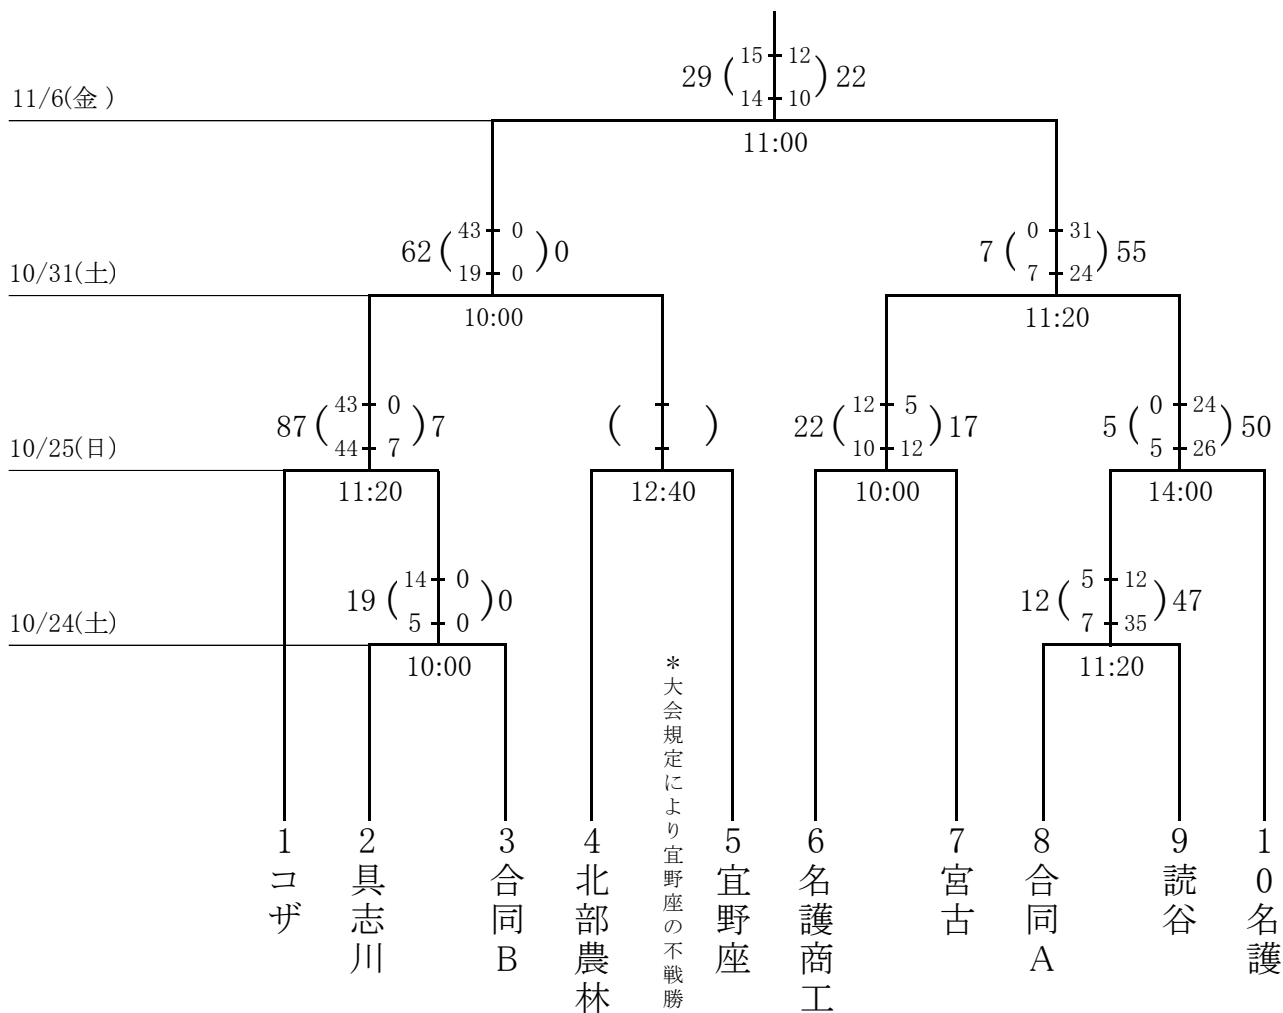 15 12
29 ( ) 22
14 10
11/6(金 )
11:00
43 0
62 ( ) 0
19 0
0 31
7 ( ) 55
7 24
10/31(土)
10:00
11:20
43 0
87 ( ) 7
44 7
( )
12 5
22 ( ) 17
10 12
0 24
5 ( ) 50
5 26
10/25(日)
11:20
12:40
10:00
14:00
14 0
19 ( ) 0
5 0
5 12
12 ( ) 47
7 35
10/24(土)
10:00
11:20
1コザ
2具志川
3合同B
4北部農林
*大会規定により宜野座の不戦勝
5宜野座
6名護商工
7宮古
8合同A
9読谷
10名護